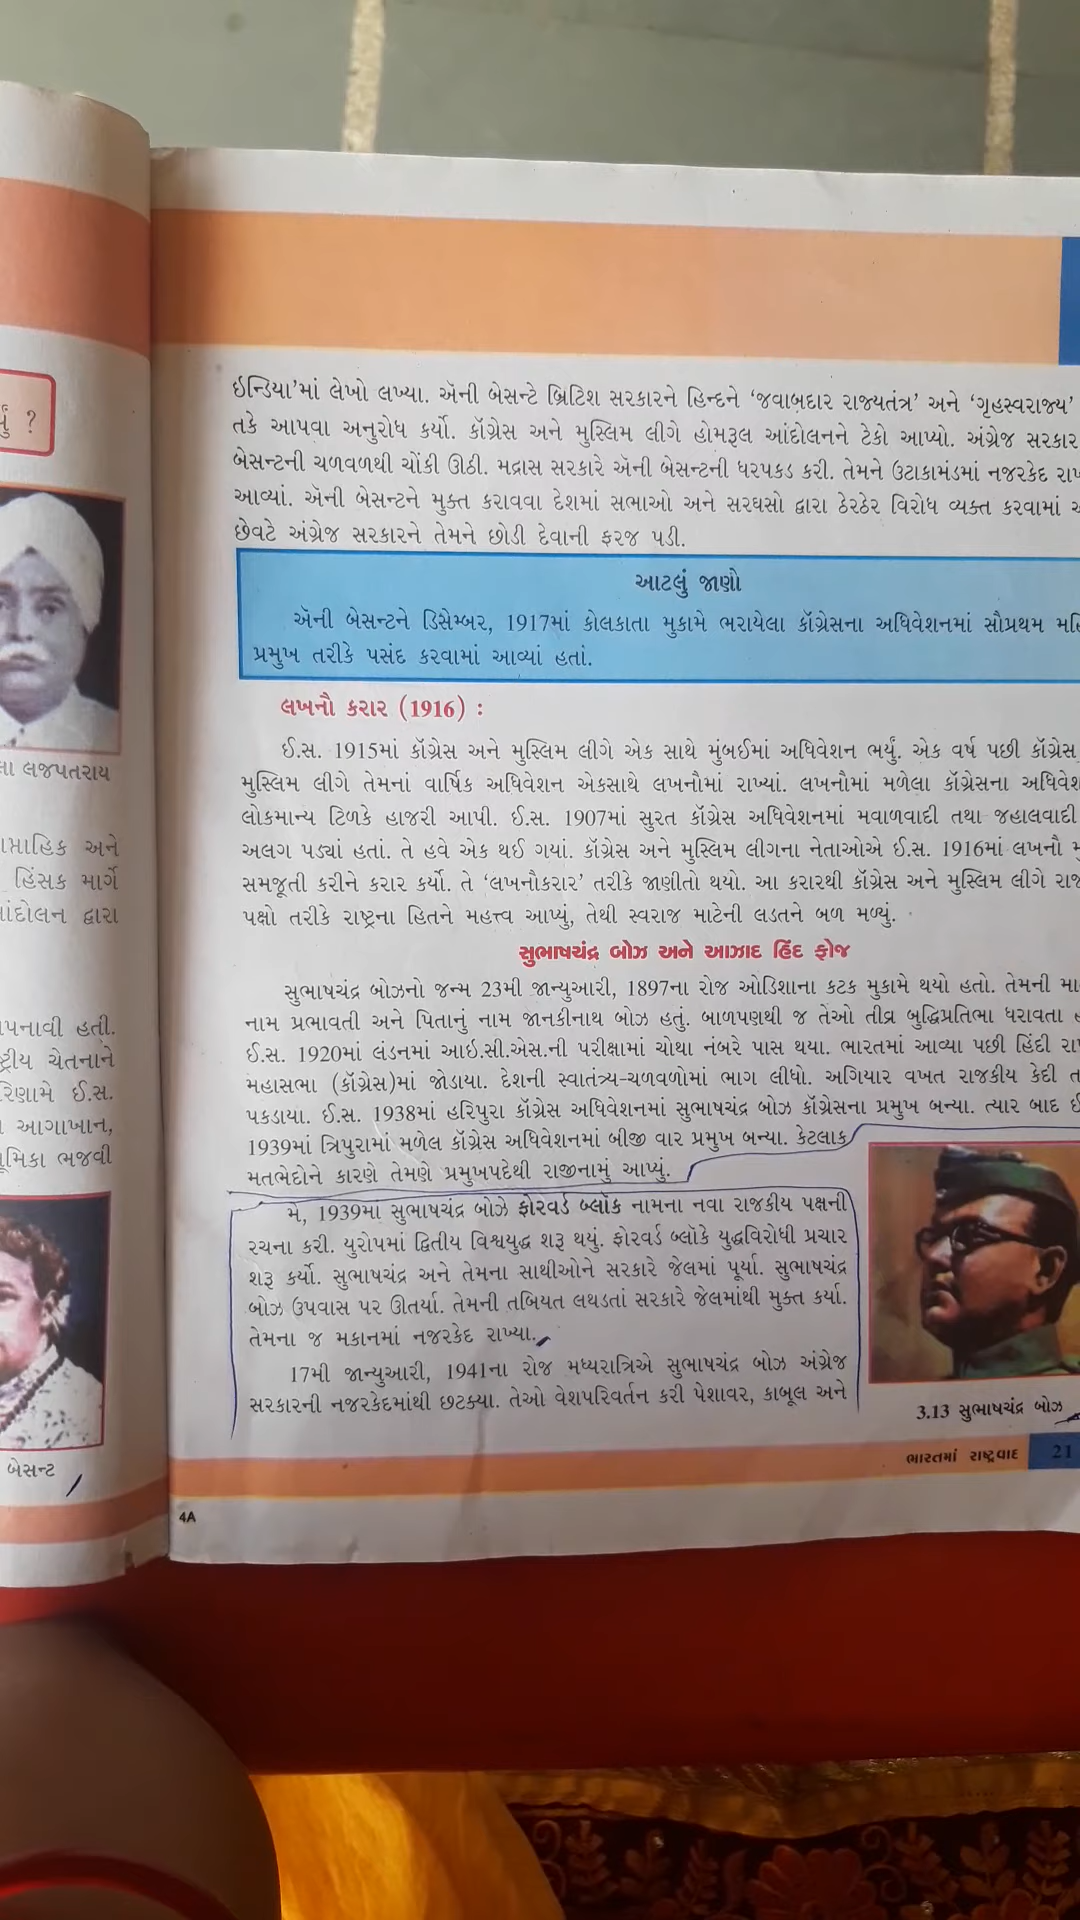 ર્યું ?
લા લજપતરાય
પ્તાહિક અને
હિંસક માર્ગે
આંદોલન દ્વારા
પનાવી હતી.
ષ્ટ્રીય ચેતનાને
રિણામે ઈ.સ.
આગાખાન,
ભૂમિકા ભજવી
બેસન્ટ
ઇન્ડિયા'માં લેખો લખ્યા. ઍની બેસન્ટે બ્રિટિશ સરકારને હિન્દને 'જવાબદાર રાજ્યતંત્ર' અને 'ગૃહસ્વરાજ્ય'
તકે આપવા અનુરોધ કર્યો. કૉંગ્રેસ અને મુસ્લિમ લીગે હોમરૂલ આંદોલનને ટેકો આપ્યો. અંગ્રેજ સરકાર
બેસન્ટની ચળવળથી ચોંકી ઊઠી. મદ્રાસ સરકારે ઍની બેસન્ટની ધરપકડ કરી. તેમને ઉટાકામંડમાં નજરકેદ
આવ્યાં. ઍની બેસન્ટને મુક્ત કરાવવા દેશમાં સભાઓ અને સરઘસો દ્વારા ઠેરઠેર વિરોધ વ્યક્ત કરવામાં
છેવટે અંગ્રેજ સરકારને તેમને છોડી દેવાની ફરજ પડી.
આટલું જાણો
ઍની બેસન્ટને ડિસેમ્બર, 1917માં કોલકાતા મુકામે ભરાયેલા કૉંગ્રેસના અધિવેશનમાં સૌપ્રથમ
પ્રમુખ તરીકે પસંદ કરવામાં આવ્યાં હતાં.
લખનૌ કરાર (1916) :
ઈ.સ. 1915માં કૉંગ્રેસ અને મુસ્લિમ લીગે એક સાથે મુંબઈમાં અધિવેશન ભર્યું. એક વર્ષ પછી કૉંગ્રેસ
મુસ્લિમ લીગે તેમનાં વાર્ષિક અધિવેશન એકસાથે લખનૌમાં રાખ્યાં. લખનૌમાં મળેલા કૉંગ્રેસના
લોકમાન્ય ટિળકે હાજરી આપી. ઈ.સ. 1907માં સુરત કૉંગ્રેસ અધિવેશનમાં મવાળવાદી તથા જહાલવાદી
અલગ પડ્યાં હતાં. તે હવે એક થઈ ગયાં. કૉંગ્રેસ અને મુસ્લિમ લીગના નેતાઓએ ઈ.સ. 1916માં લખનૌ
સમજૂતી કરીને કરાર કર્યો. તે 'લખનૌકરાર' તરીકે જાણીતો થયો. આ કરારથી કૉંગ્રેસ અને મુસ્લિમ લીગે
પક્ષો તરીકે રાષ્ટ્રના હિતને મહત્ત્વ આપ્યું, તેથી સ્વરાજ માટેની લડતને બળ મળ્યું.
સુભાષચંદ્ર બોઝ અને આઝાદ હિંદ ફોજ
સુભાષચંદ્ર બોઝનો જન્મ 23મી જાન્યુઆરી, 1897ના રોજ ઓડિશાના કટક મુકામે થયો હતો. તેમની
નામ પ્રભાવતી અને પિતાનું નામ જાનકીનાથ બોઝ હતું. બાળપણથી જ તેઓ તીવ્ર બુદ્ધિપ્રતિભા ધરાવતા
ઈ.સ. 1920માં લંડનમાં આઈ.સી.એસ.ની પરીક્ષામાં ચોથા નંબરે પાસ થયા. ભારતમાં આવ્યા પછી હિંદી
મહાસભા (કૉંગ્રેસ)માં જોડાયા. દેશની સ્વાતંત્ર્ય-ચળવળોમાં ભાગ લીધો. અગિયાર વખત રાજકીય કેદી
પકડાયા. ઈ.સ. 1938માં હરિપુરા કૉંગ્રેસ અધિવેશનમાં સુભાષચંદ્ર બોઝ કૉંગ્રેસના પ્રમુખ બન્યા. ત્યાર બાદ
1939માં ત્રિપુરામાં મળેલ કૉંગ્રેસ અધિવેશનમાં બીજી વાર પ્રમુખ બન્યા. કેટલાક
મતભેદોને કારણે તેમણે પ્રમુખપદેથી રાજીનામું આપ્યું.
મે, 1939મા સુભાષચંદ્ર બોઝે ફોરવર્ડ બ્લૉક નામના નવા રાજકીય પક્ષની
રચના કરી. યુરોપમાં દ્વિતીય વિશ્વયુદ્ધ શરૂ થયું. ફોરવર્ડ બ્લૉકે યુદ્ધવિરોધી પ્રચાર
શરૂ કર્યો. સુભાષચંદ્ર અને તેમના સાથીઓને સરકારે જેલમાં પૂર્યા. સુભાષચંદ્ર
બોઝ ઉપવાસ પર ઊતર્યા. તેમની તબિયત લથડતાં સરકારે જેલમાંથી મુક્ત કર્યા.
તેમના જ મકાનમાં નજરકેદ રાખ્યા.
17મી જાન્યુઆરી, 1941ના રોજ મધ્યરાત્રિએ સુભાષચંદ્ર બોઝ અંગ્રેજ
સરકારની નજરકેદમાંથી છટક્યા. તેઓ વેશપરિવર્તન કરી પેશાવર, કાબૂલ અને
3.13 સુભાષચંદ્ર બોઝ
ભારતમાં રાષ્ટ્રવાદ 21
4A